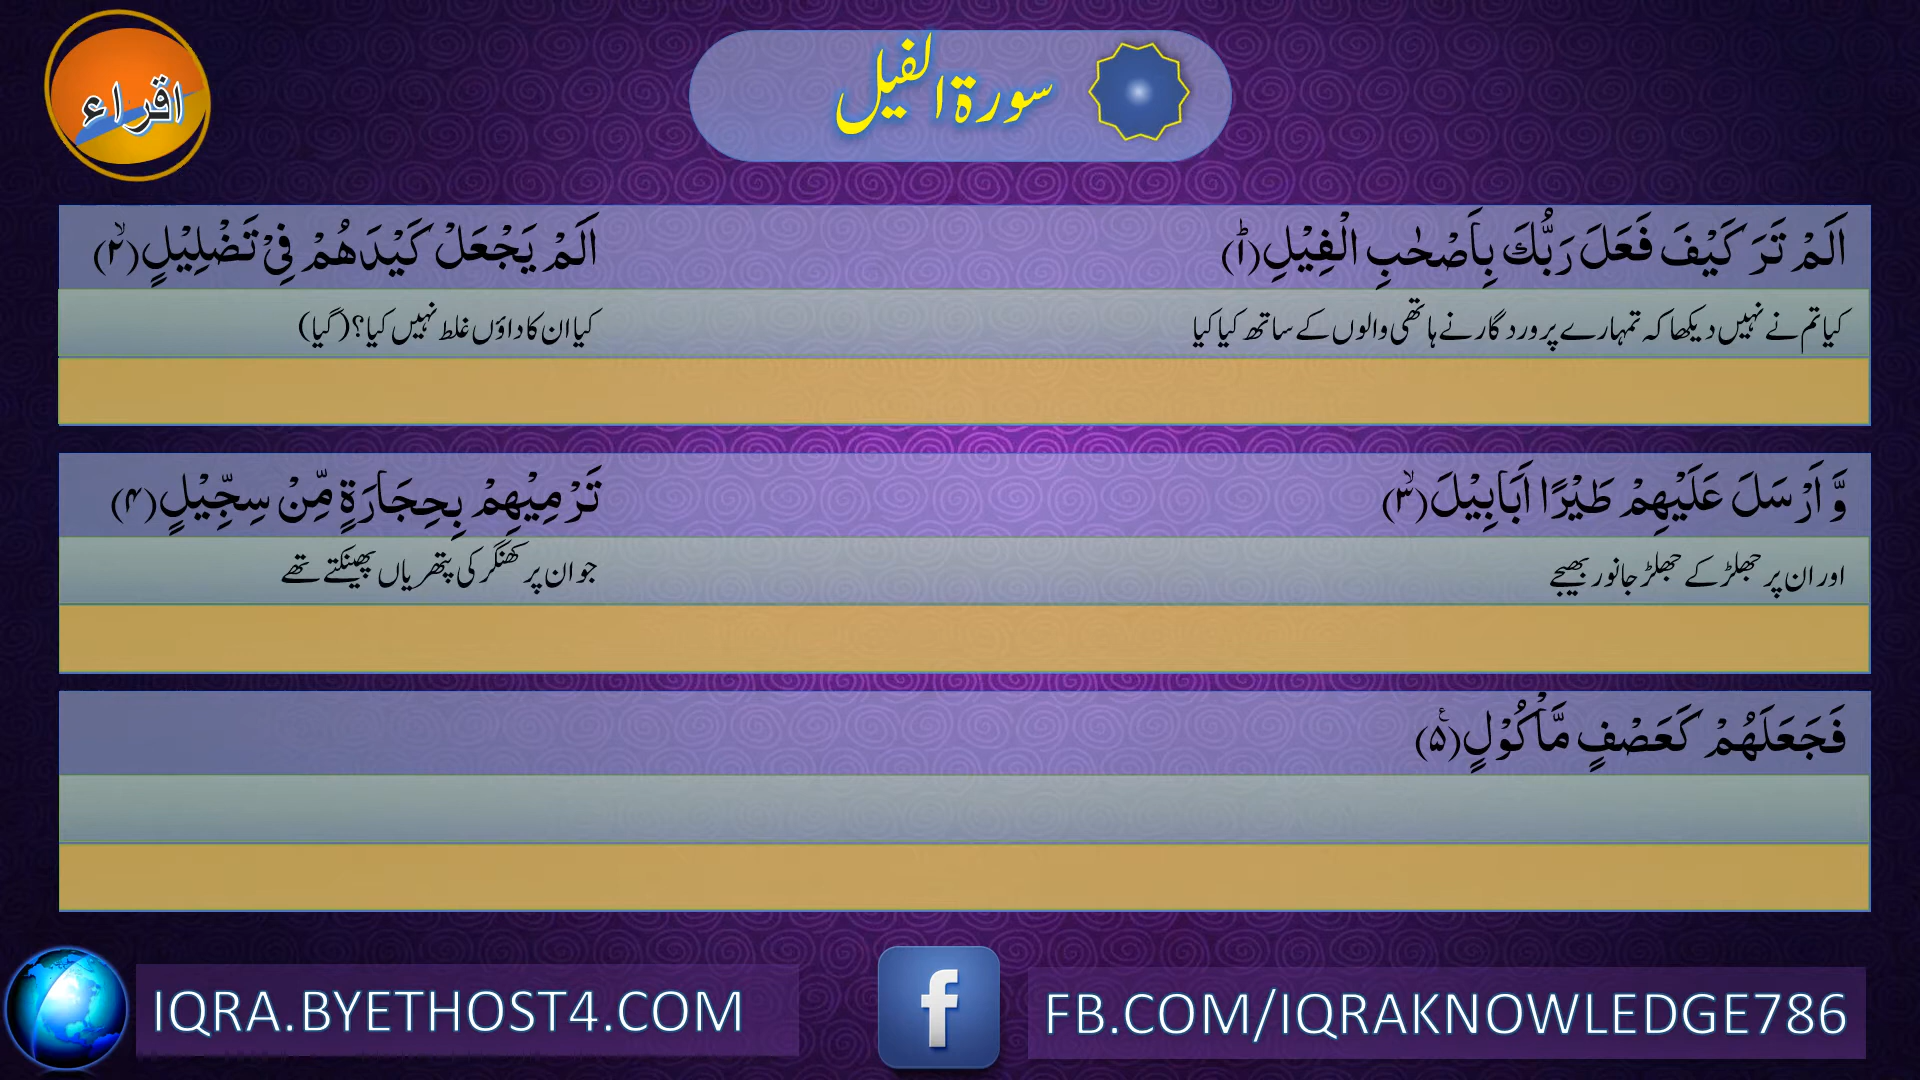 اقراء
سورۃ الفیل
اَلَمْ تَرَ كَیْفَ فَعَلَ رَبُّكَ بِاَصْحٰبِ الْفِیْلِؕ(۱)
اَلَمْ یَجْعَلْ كَیْدَهُمْ فِیْ تَضْلِیْلٍۙ(۲)
کیا تم نے نہیں دیکھا کہ تمہارے پروردگار نے ہاتھی والوں کے ساتھ کیا کیا
کیا ان کا داؤں غلط نہیں کیا؟ (گیا)
وَّ اَرْسَلَ عَلَیْهِمْ طَیْرًا اَبَابِیْلَۙ(۳)
تَرْمِیْهِمْ بِحِجَارَةٍ مِّنْ سِجِّیْلٍ(۴)
اور ان پر جھلڑ کے جھلڑ جانور بھیجے
جو ان پر کھنگر کی پتھریاں پھینکتے تھے
فَجَعَلَهُمْ كَعَصْفٍ مَّاْكُوْلٍ۠(۵)
IQRA.BYETHOST4.COM
FB.COM/IQRAKNOWLEDGE786